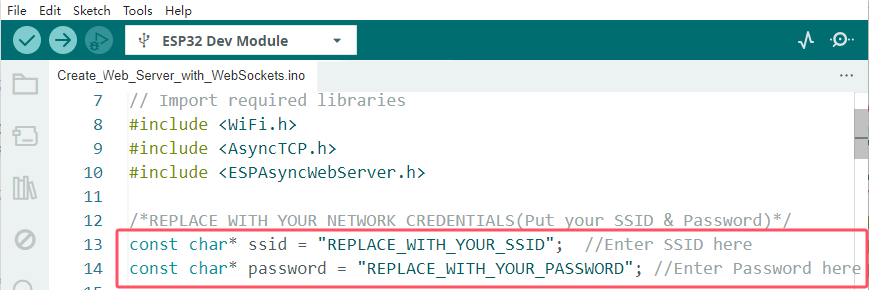 File Edit Sketch Tools Help
ESP32 Dev Module
Create_Web_Server_with_WebSockets.ino ...
7 // Import required libraries
8 #include <WiFi.h>
9 #include <AsyncTCP.h>
10 #include <ESPAsyncWebServer.h>
11
12 /*REPLACE WITH YOUR NETWORK CREDENTIALS(Put your SSID & Password)*/
13 const char* ssid = "REPLACE_WITH_YOUR_SSID";  //Enter SSID here
14 const char* password = "REPLACE_WITH_YOUR_PASSWORD"; //Enter Password here